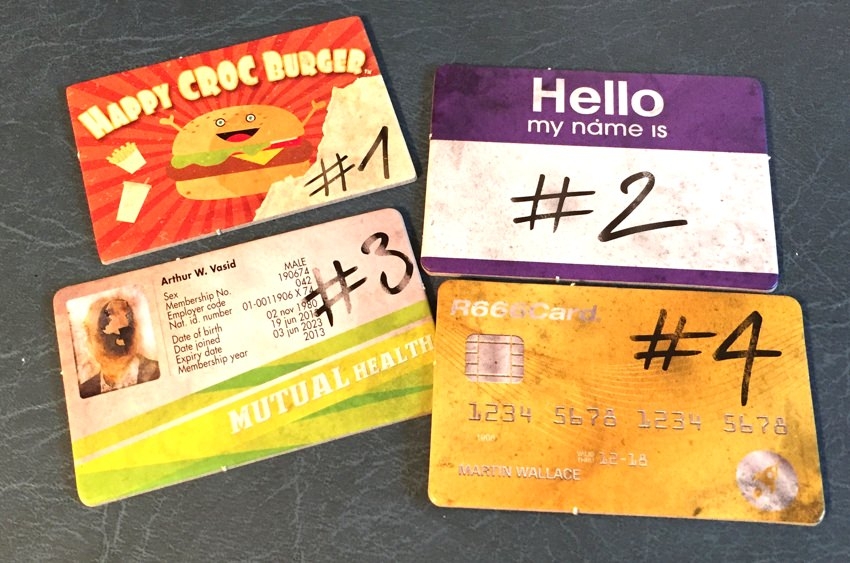 HAPPY CROC BURGER™
#1
Hello
my name is
#2
Arthur W. Vasid
Sex MALE
Membership No. 190674
Employer code 042
Nat. id. number 01-0011906 X
Date of birth 02 nov 1980
Date joined 19 jun
Expiry date 03 jun 2023
Membership year 2013
#3
MUTUAL HEALTH
R666Card.
#4
1234 5678 1234 5678
12-18
MARTIN WALLACE